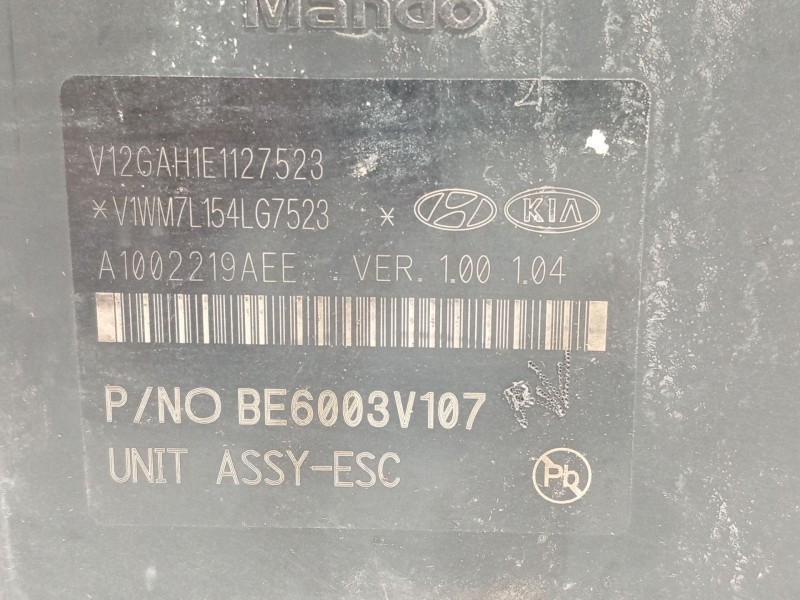 Mando
V12GAH1E1127523
*V1WM7L154LG7523 *
KIA
A1002219AEE . VER. 1.00 1.04
P/NO BE6003V107
UNIT ASSY-ESC
Pb